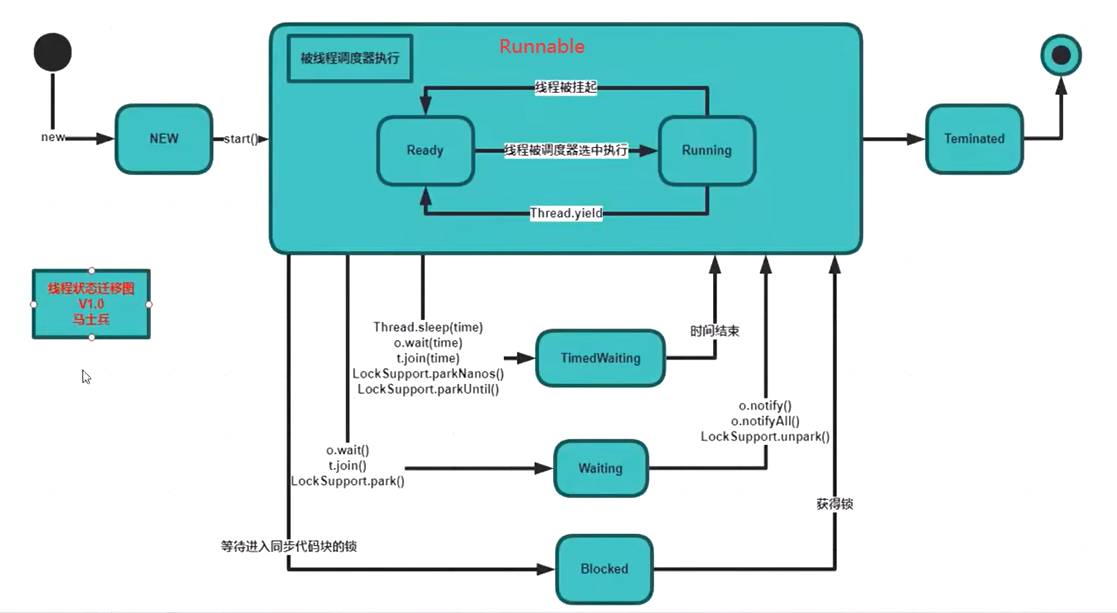 Runnable
被线程调度器执行
线程被挂起
new
NEW
start()
Ready
线程被调度器选中执行
Running
Teminated
Thread.yield
线程状态迁移图
V1.0
马士兵
Thread.sleep(time)
o.wait(time)
t.join(time)
LockSupport.parkNanos()
LockSupport.parkUntil()
TimedWaiting
时间结束
o.wait()
t.join()
LockSupport.park()
Waiting
o.notify()
o.notifyAll()
LockSupport.unpark()
等待进入同步代码块的锁
Blocked
获得锁